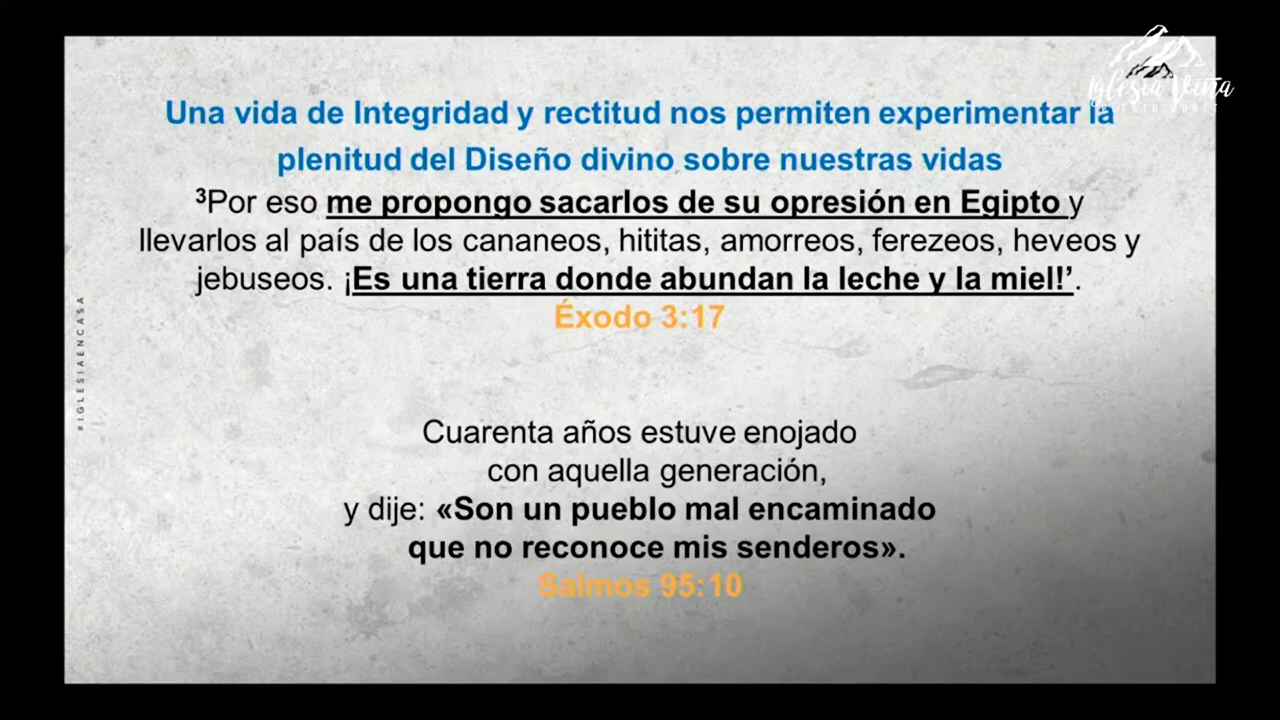 Iglesia Viña
Una vida de Integridad y rectitud nos permiten experimentar la
plenitud del Diseño divino sobre nuestras vidas
³Por eso me propongo sacarlos de su opresión en Egipto y
llevarlos al país de los cananeos, hititas, amorreos, ferezeos, heveos y
jebuseos. ¡Es una tierra donde abundan la leche y la miel!’.
Éxodo 3:17
#IGLESIAENCASA
Cuarenta años estuve enojado
con aquella generación,
y dije: «Son un pueblo mal encaminado
que no reconoce mis senderos».
Salmos 95:10